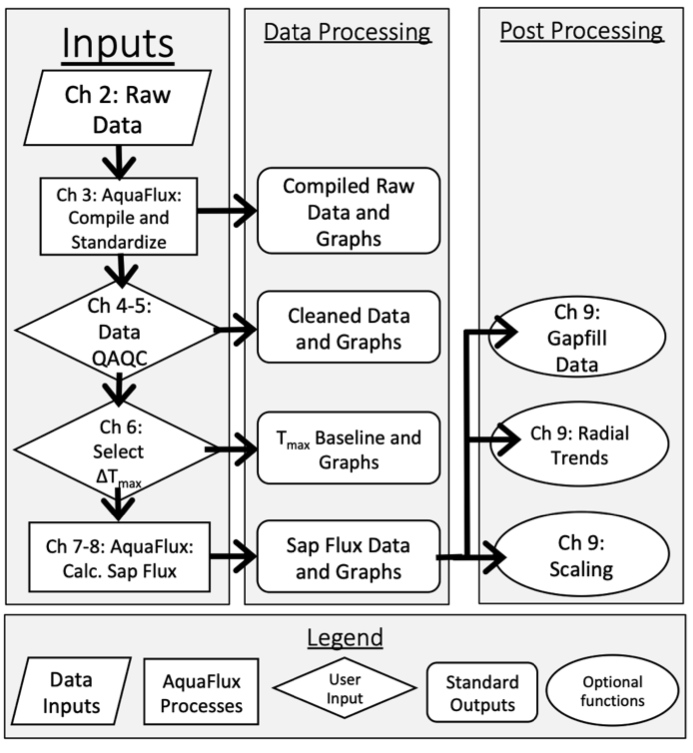 Inputs
Ch 2: Raw
Data
Ch 3: AquaFlux:
Compile and
Standardize
Ch 4-5:
Data
QAQC
Ch 6:
Select
ΔTmax
Ch 7-8: AquaFlux:
Calc. Sap Flux
Data Processing
Compiled Raw
Data and
Graphs
Cleaned Data
and Graphs
Tmax Baseline and
Graphs
Sap Flux Data
and Graphs
Post Processing
Ch 9:
Gapfill
Data
Ch 9: Radial
Trends
Ch 9:
Scaling
Legend
Data
Inputs
AquaFlux
Processes
User
Input
Standard
Outputs
Optional
functions